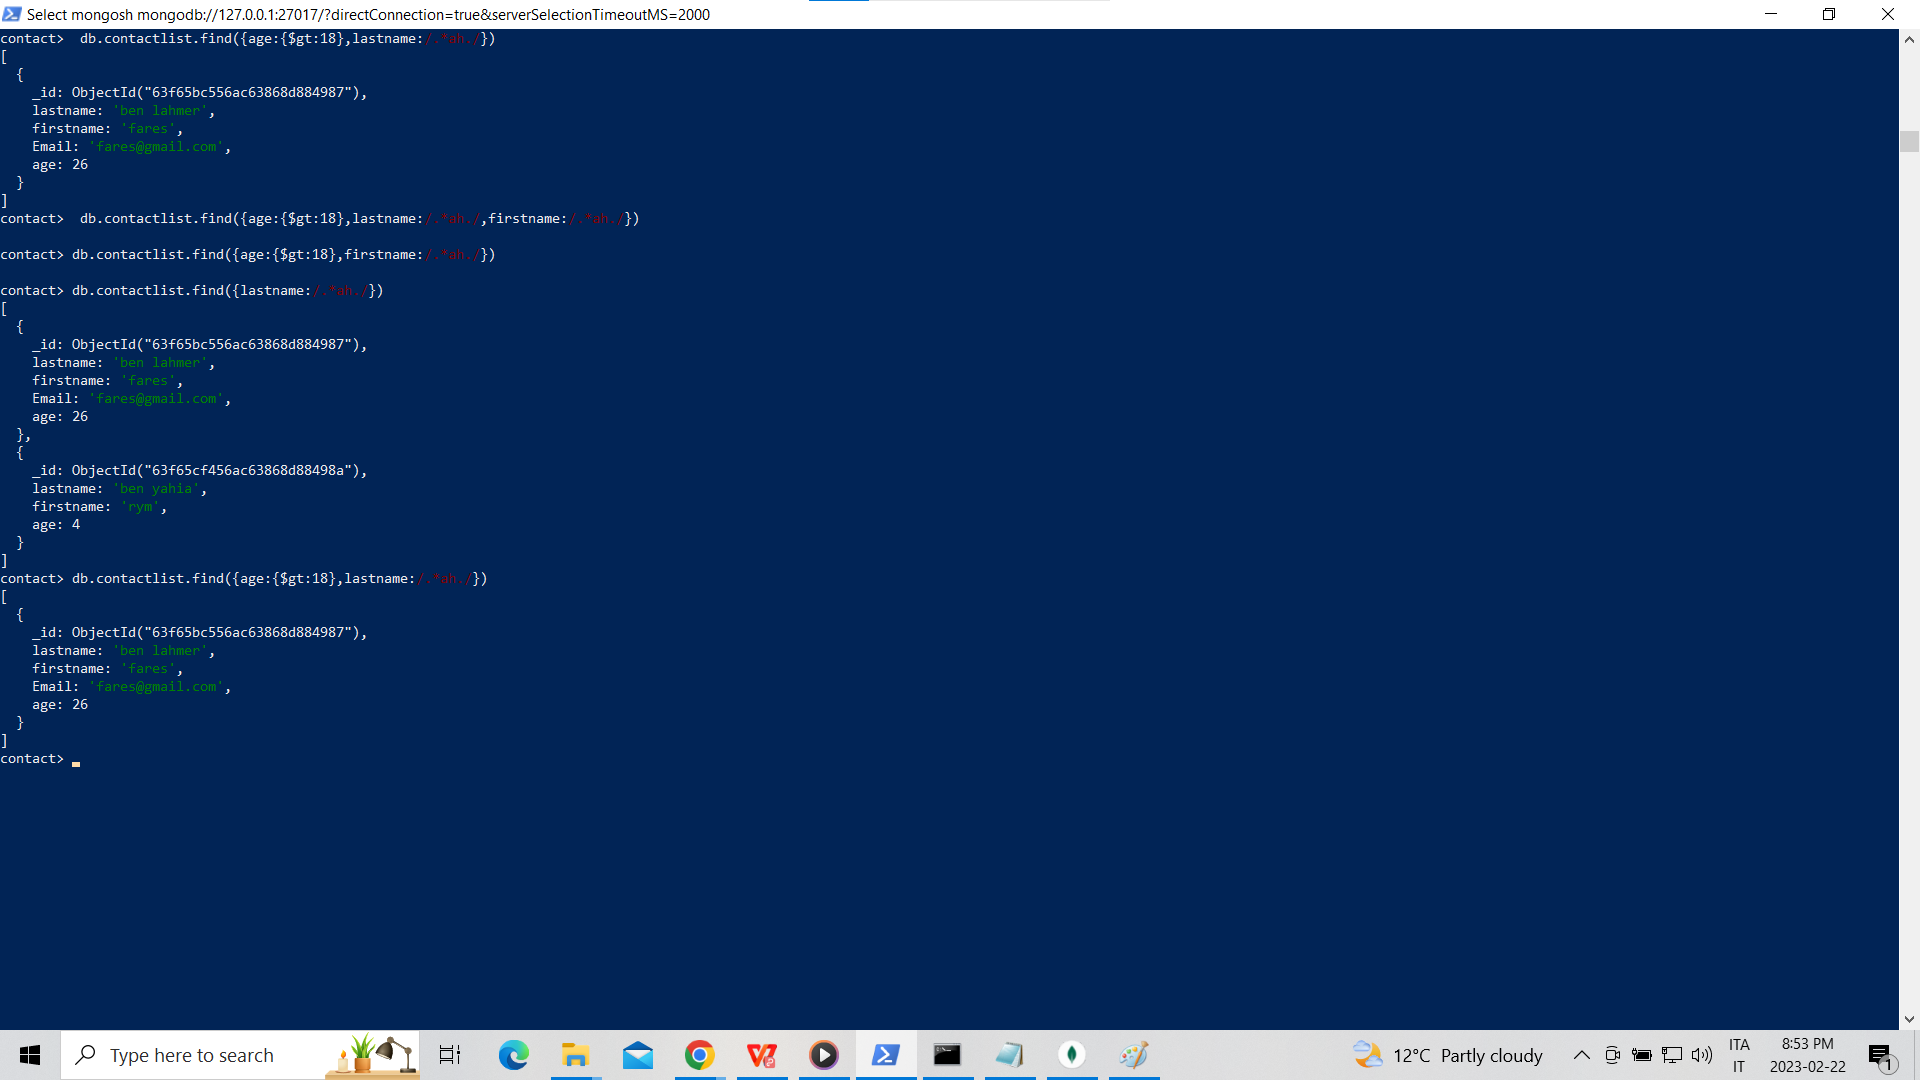 Select mongosh mongodb://127.0.0.1:27017/?directConnection=true&serverSelectionTimeoutMS=2000
contact>  db.contactlist.find({age:{$gt:18},lastname:/.*ah./})
[
  {
    _id: ObjectId("63f65bc556ac63868d884987"),
    lastname: 'ben lahmer',
    firstname: 'fares',
    Email: 'fares@gmail.com',
    age: 26
  }
]
contact>  db.contactlist.find({age:{$gt:18},lastname:/.*ah./,firstname:/.*ah./})
contact> db.contactlist.find({age:{$gt:18},firstname:/.*ah./})
contact> db.contactlist.find({lastname:/.*ah./})
[
  {
    _id: ObjectId("63f65bc556ac63868d884987"),
    lastname: 'ben lahmer',
    firstname: 'fares',
    Email: 'fares@gmail.com',
    age: 26
  },
  {
    _id: ObjectId("63f65cf456ac63868d88498a"),
    lastname: 'ben yahia',
    firstname: 'rym',
    age: 4
  }
]
contact> db.contactlist.find({age:{$gt:18},lastname:/.*ah./})
[
  {
    _id: ObjectId("63f65bc556ac63868d884987"),
    lastname: 'ben lahmer',
    firstname: 'fares',
    Email: 'fares@gmail.com',
    age: 26
  }
]
contact>
Type here to search
12°C Partly cloudy
ITA
IT
8:53 PM
2023-02-22
1